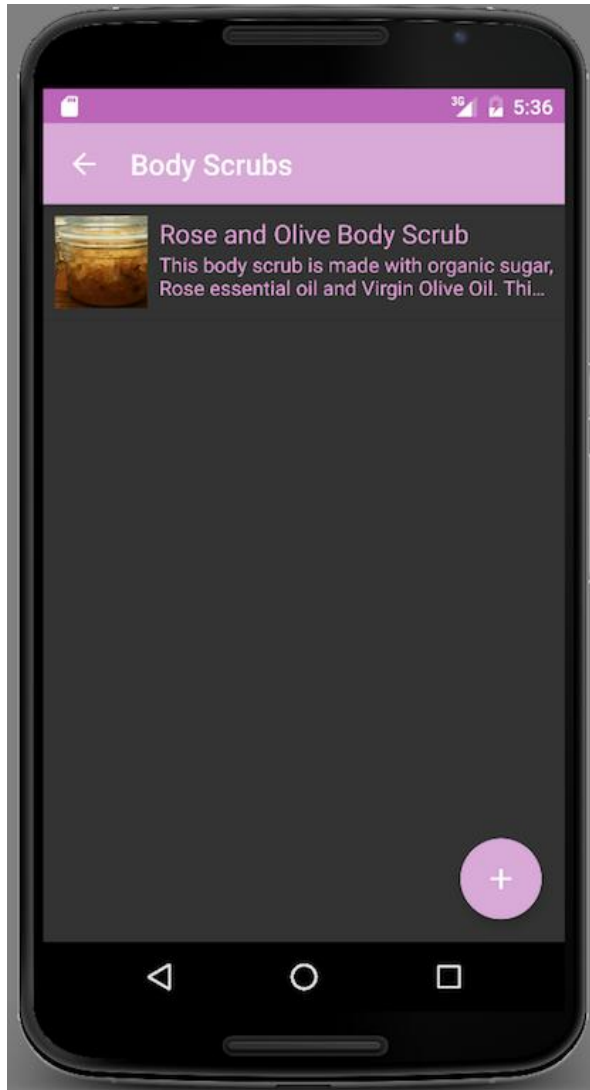 3G 5:36
Body Scrubs
Rose and Olive Body Scrub
This body scrub is made with organic sugar,
Rose essential oil and Virgin Olive Oil. Thi...
+